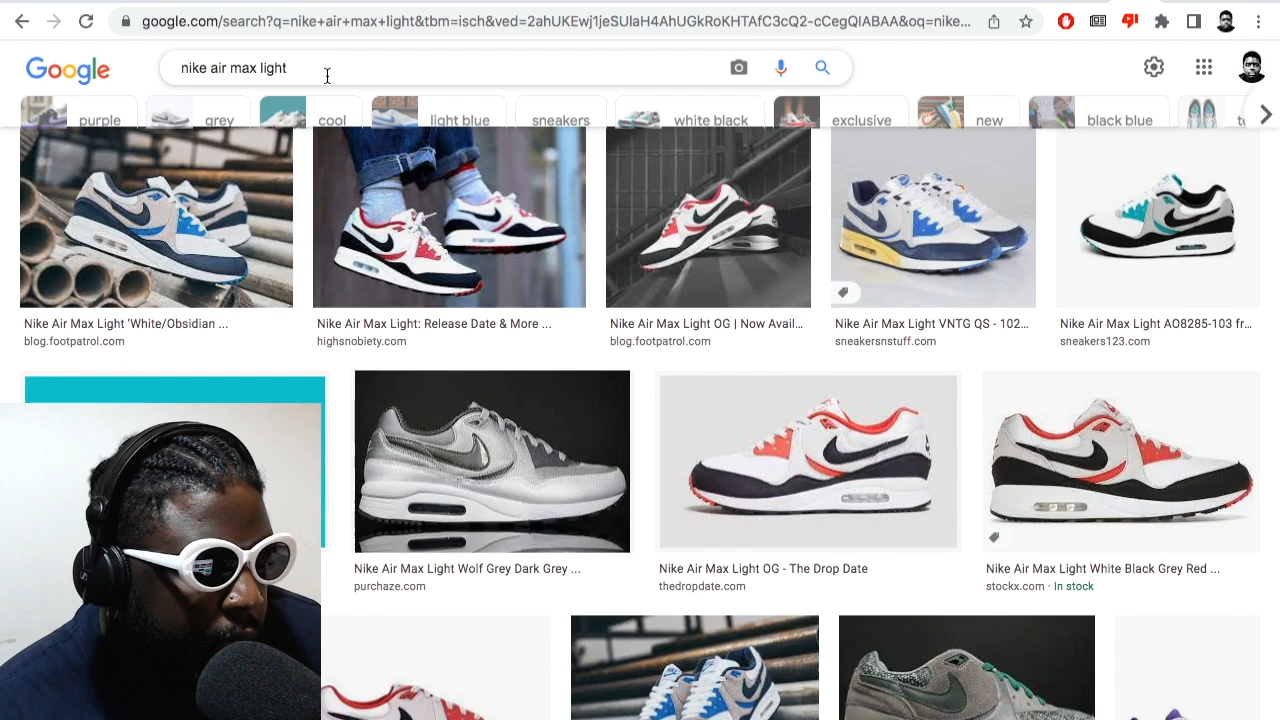 google.com/search?q=nike+air+max+light&tbm=isch&ved=2ahUKEwj1jeSUlaH4AhUGkRoKHTAfC3cQ2-cCegQIABAA&oq=nike...
Google
nike air max light
purple
grey
cool
light blue
sneakers
white black
exclusive
new
black blue
Nike Air Max Light 'White/Obsidian ...
blog.footpatrol.com
Nike Air Max Light: Release Date & More ...
highsnobiety.com
Nike Air Max Light OG | Now Avail...
blog.footpatrol.com
Nike Air Max Light VNTG QS - 102...
sneakersnstuff.com
Nike Air Max Light AO8285-103 fr...
sneakers123.com
Nike Air Max Light Wolf Grey Dark Grey ...
purchaze.com
Nike Air Max Light OG - The Drop Date
thedropdate.com
Nike Air Max Light White Black Grey Red ...
stockx.com · In stock